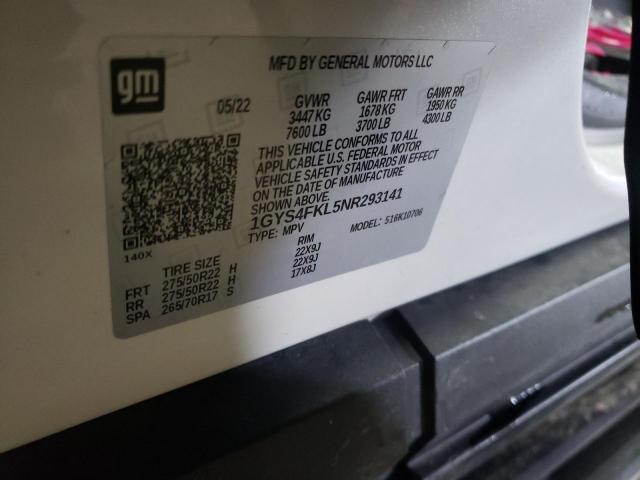 gm
MFD BY GENERAL MOTORS LLC
05/22 GVWR GAWR FRT GAWR RR
3447 KG 1678 KG 1950 KG
7600 LB 3700 LB 4300 LB
THIS VEHICLE CONFORMS TO ALL
APPLICABLE U.S. FEDERAL MOTOR
VEHICLE SAFETY STANDARDS IN EFFECT
ON THE DATE OF MANUFACTURE
SHOWN ABOVE.
1GYS4FKL5NR293141
TYPE: MPV MODEL: 516K10706
140X
TIRE SIZE RIM
FRT 275/50R22 H 22X9J
RR 275/50R22 H 22X9J
SPA 265/70R17 S 17X8J